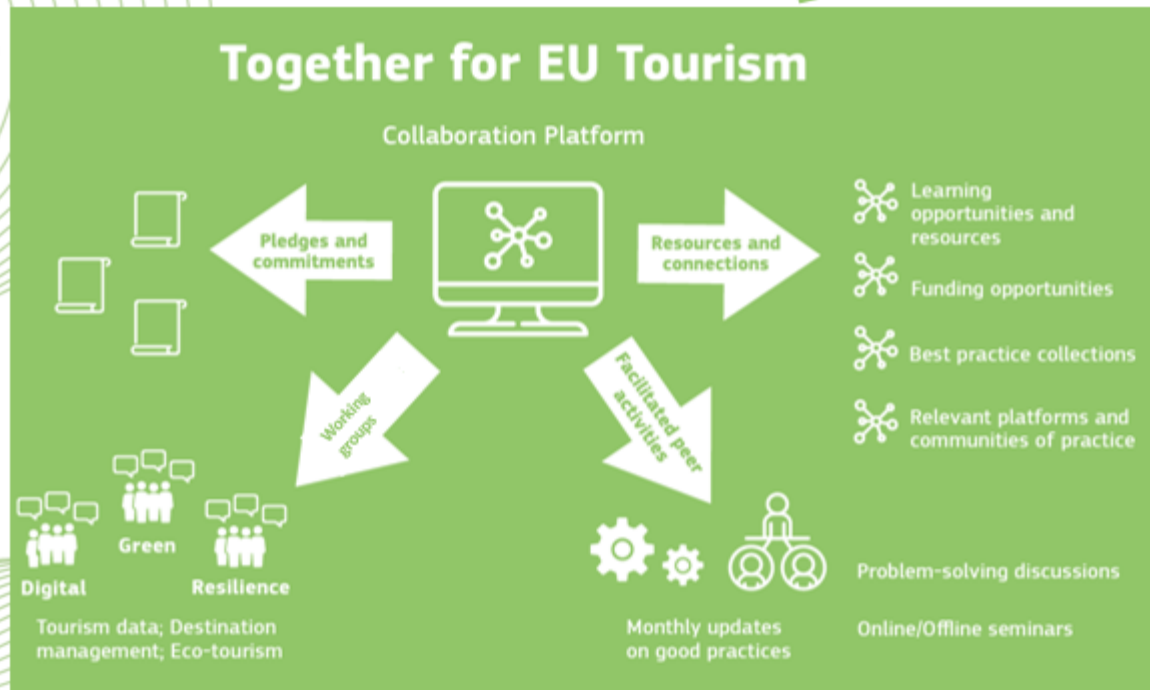 Together for EU Tourism
Collaboration Platform
Pledges and
commitments
Resources and
connections
Learning
opportunities and
resources
Funding opportunities
Best practice collections
Relevant platforms and
communities of practice
Working
groups
Facilitated peer
activities
Digital
Green
Resilience
Tourism data; Destination
management; Eco-tourism
Monthly updates
on good practices
Problem-solving discussions
Online/Offline seminars